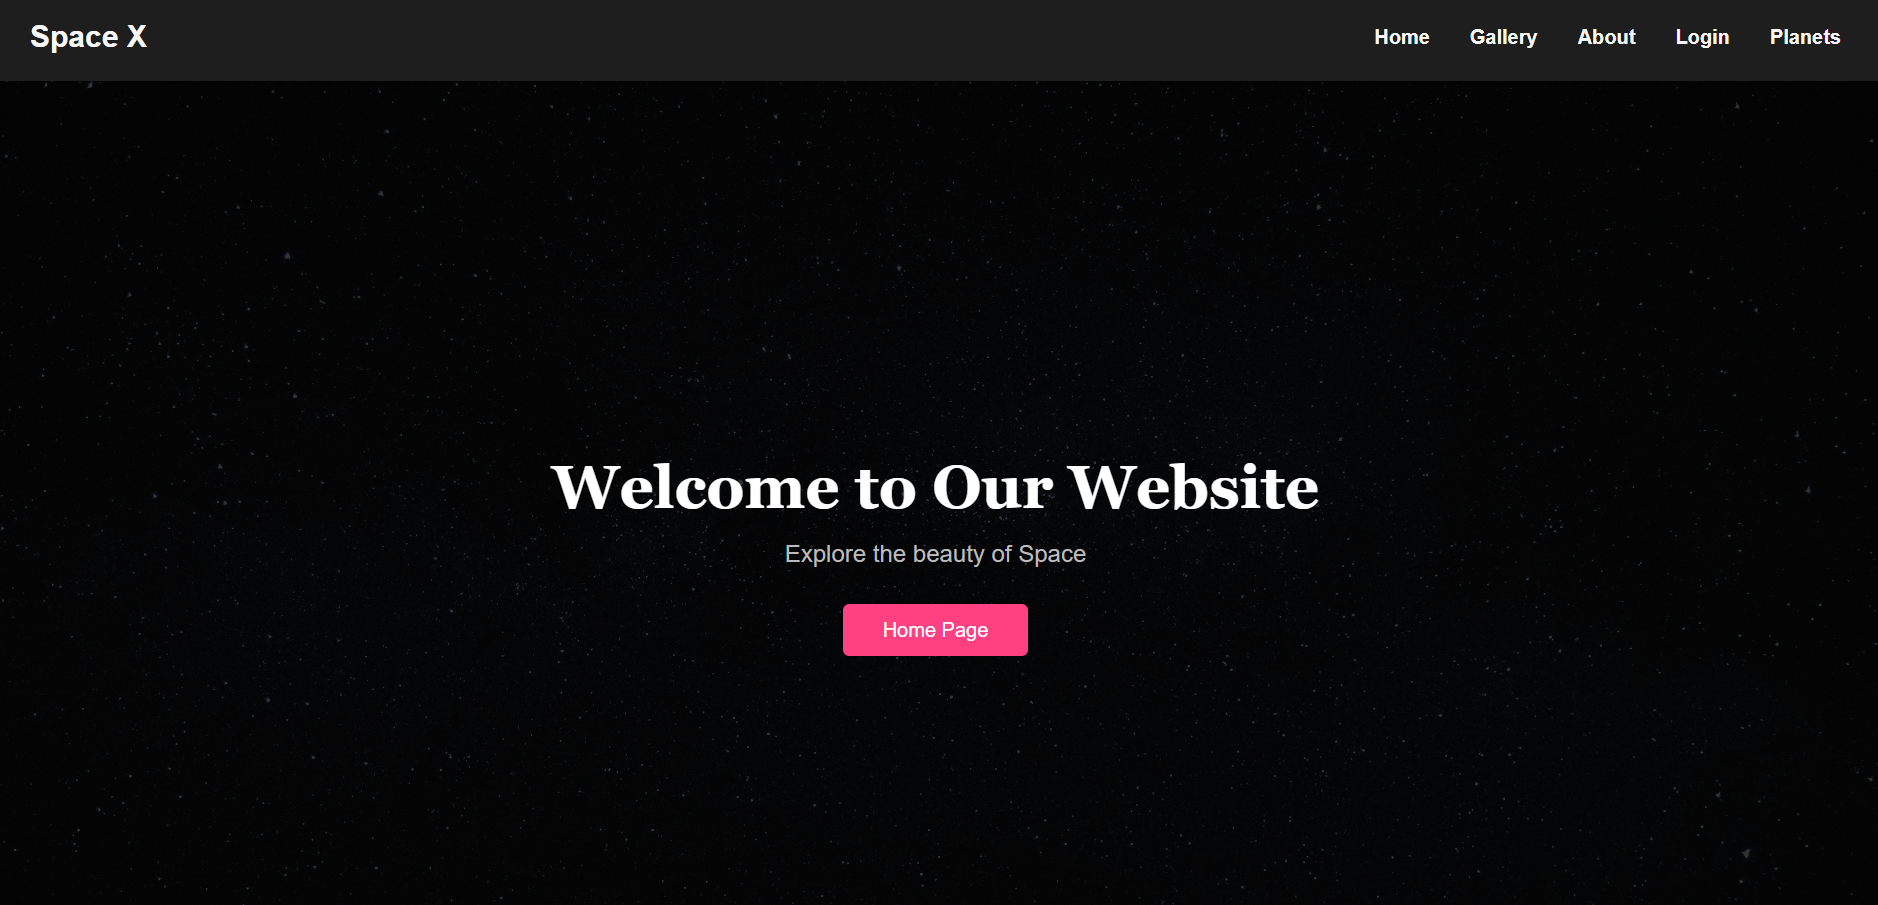 Space X
Home Gallery About Login Planets
Welcome to Our Website
Explore the beauty of Space
Home Page